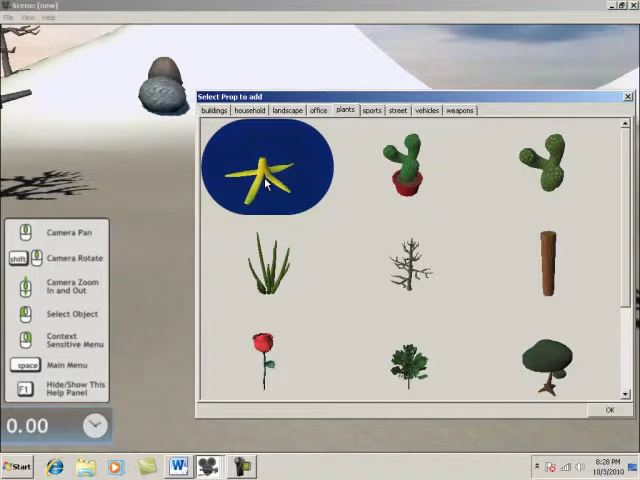 Scene: [new]
File View Help
Select Prop to add
buildings household landscape office plants sports street vehicles weapons
Camera Pan
shift Camera Rotate
Camera Zoom
In and Out
Select Object
Context
Sensitive Menu
space Main Menu
F1 Hide/Show This
Help Panel
0.00
OK
Start
8:28 PM
10/3/2010